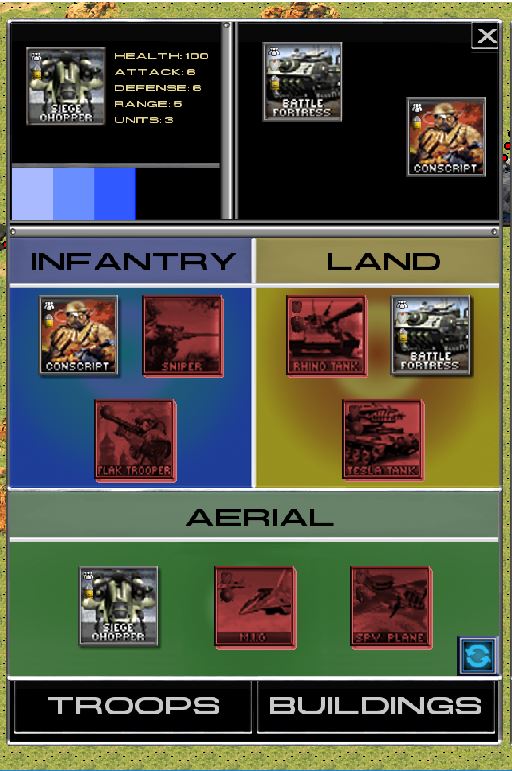 HEALTH: 100
ATTACK: 6
DEFENSE: 6
RANGE: 5
UNITS: 3
SIEGE
CHOPPER
BATTLE
FORTRESS
CONSCRIPT
INFANTRY
LAND
CONSCRIPT
SNIPER
RHINO TANK
BATTLE
FORTRESS
FLAK TROOPER
TESLA TANK
AERIAL
SIEGE
CHOPPER
M.I.G
SPY PLANE
TROOPS
BUILDINGS